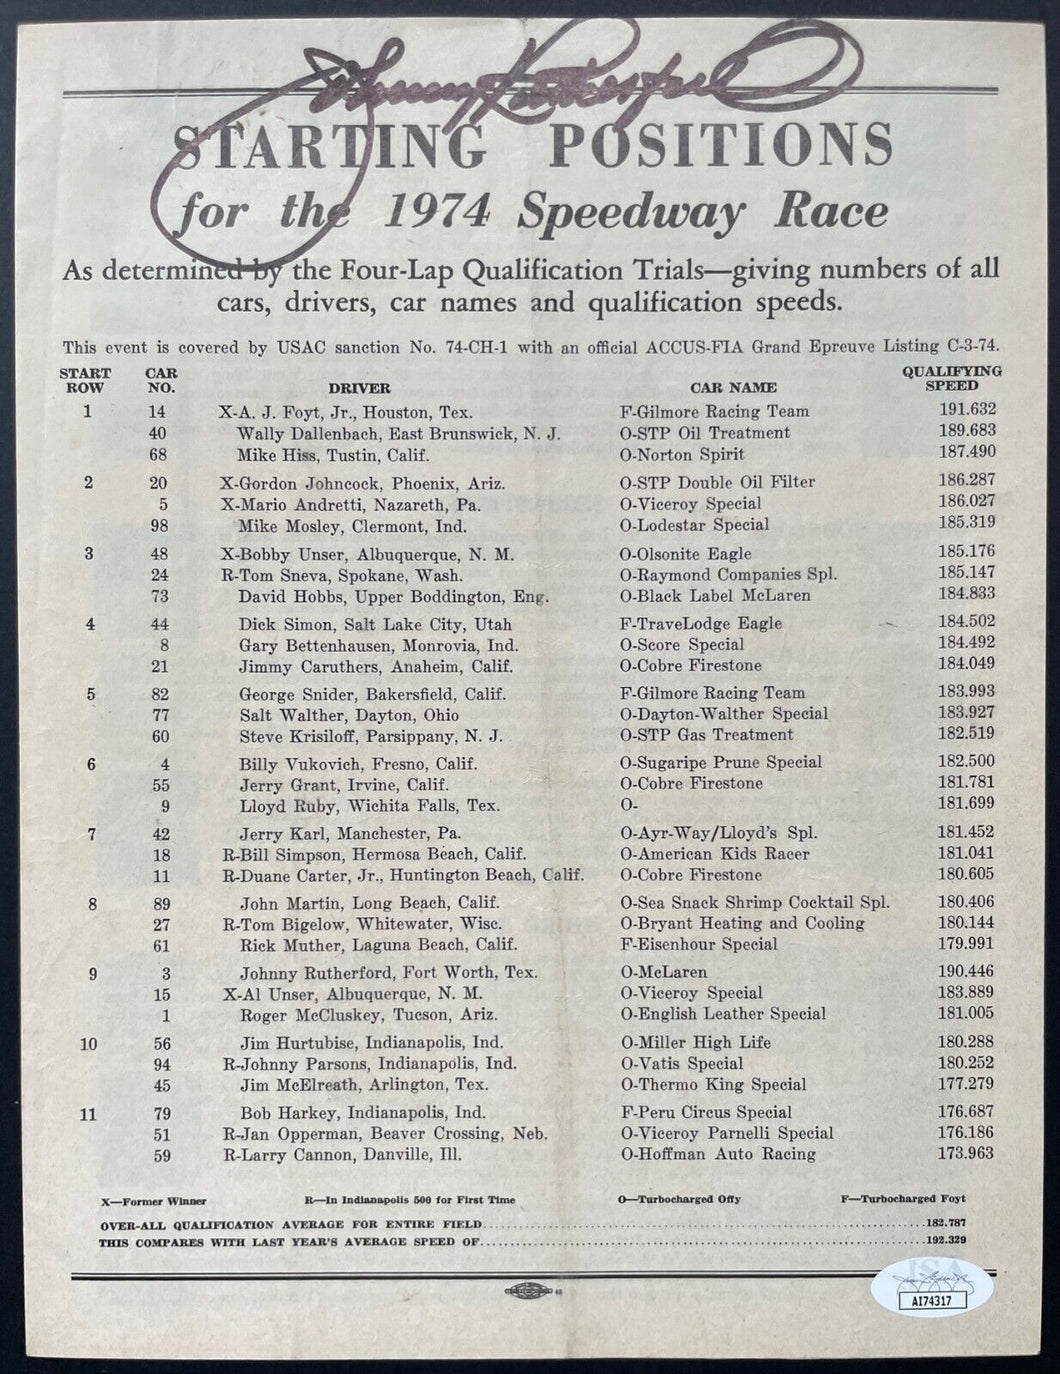 Johnny Rutherford
STARTING POSITIONS
for the 1974 Speedway Race
As determined by the Four-Lap Qualification Trials—giving numbers of all
cars, drivers, car names and qualification speeds.
This event is covered by USAC sanction No. 74-CH-1 with an official ACCUS-FIA Grand Epreuve Listing C-3-74.
START ROW CAR NO. DRIVER CAR NAME QUALIFYING SPEED
1 14 X-A. J. Foyt, Jr., Houston, Tex. F-Gilmore Racing Team 191.632
40 Wally Dallenbach, East Brunswick, N. J. O-STP Oil Treatment 189.683
68 Mike Hiss, Tustin, Calif. O-Norton Spirit 187.490
2 20 X-Gordon Johncock, Phoenix, Ariz. O-STP Double Oil Filter 186.287
5 X-Mario Andretti, Nazareth, Pa. O-Viceroy Special 186.027
98 Mike Mosley, Clermont, Ind. O-Lodestar Special 185.319
3 48 X-Bobby Unser, Albuquerque, N. M. O-Olsonite Eagle 185.176
24 R-Tom Sneva, Spokane, Wash. O-Raymond Companies Spl. 185.147
73 David Hobbs, Upper Boddington, Eng. O-Black Label McLaren 184.833
4 44 Dick Simon, Salt Lake City, Utah F-TraveLodge Eagle 184.502
8 Gary Bettenhausen, Monrovia, Ind. O-Score Special 184.492
21 Jimmy Caruthers, Anaheim, Calif. O-Cobre Firestone 184.049
5 82 George Snider, Bakersfield, Calif. F-Gilmore Racing Team 183.993
77 Salt Walther, Dayton, Ohio O-Dayton-Walther Special 183.927
60 Steve Krisiloff, Parsippany, N. J. O-STP Gas Treatment 182.519
6 4 Billy Vukovich, Fresno, Calif. O-Sugaripe Prune Special 182.500
55 Jerry Grant, Irvine, Calif. O-Cobre Firestone 181.781
9 Lloyd Ruby, Wichita Falls, Tex. O- 181.699
7 42 Jerry Karl, Manchester, Pa. O-Ayr-Way/Lloyd's Spl. 181.452
18 R-Bill Simpson, Hermosa Beach, Calif. O-American Kids Racer 181.041
11 R-Duane Carter, Jr., Huntington Beach, Calif. O-Cobre Firestone 180.605
8 89 John Martin, Long Beach, Calif. O-Sea Snack Shrimp Cocktail Spl. 180.406
27 R-Tom Bigelow, Whitewater, Wisc. O-Bryant Heating and Cooling 180.144
61 Rick Muther, Laguna Beach, Calif. F-Eisenhour Special 179.991
9 3 Johnny Rutherford, Fort Worth, Tex. O-McLaren 190.446
15 X-Al Unser, Albuquerque, N. M. O-Viceroy Special 183.889
1 Roger McCluskey, Tucson, Ariz. O-English Leather Special 181.005
10 56 Jim Hurtubise, Indianapolis, Ind. O-Miller High Life 180.288
94 R-Johnny Parsons, Indianapolis, Ind. O-Vatis Special 180.252
45 Jim McElreath, Arlington, Tex. O-Thermo King Special 177.279
11 79 Bob Harkey, Indianapolis, Ind. F-Peru Circus Special 176.687
51 R-Jan Opperman, Beaver Crossing, Neb. O-Viceroy Parnelli Special 176.186
59 R-Larry Cannon, Danville, Ill. O-Hoffman Auto Racing 173.963
X—Former Winner R—In Indianapolis 500 for First Time O—Turbocharged Offy F—Turbocharged Foyt
OVER-ALL QUALIFICATION AVERAGE FOR ENTIRE FIELD 182.787
THIS COMPARES WITH LAST YEAR'S AVERAGE SPEED OF 192.329
JSA
AI74317